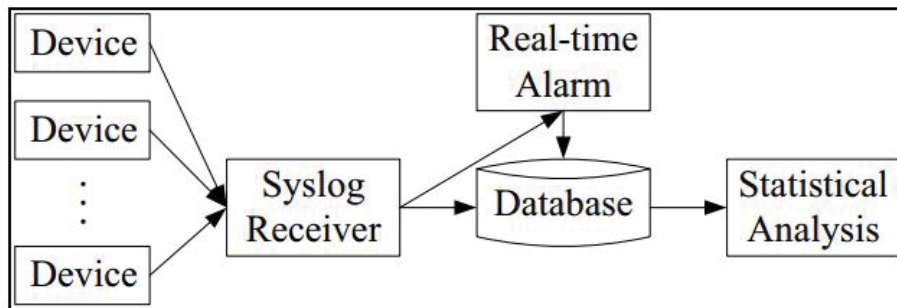 Device
Device
Device
Syslog
Receiver
Real-time
Alarm
Database
Statistical
Analysis